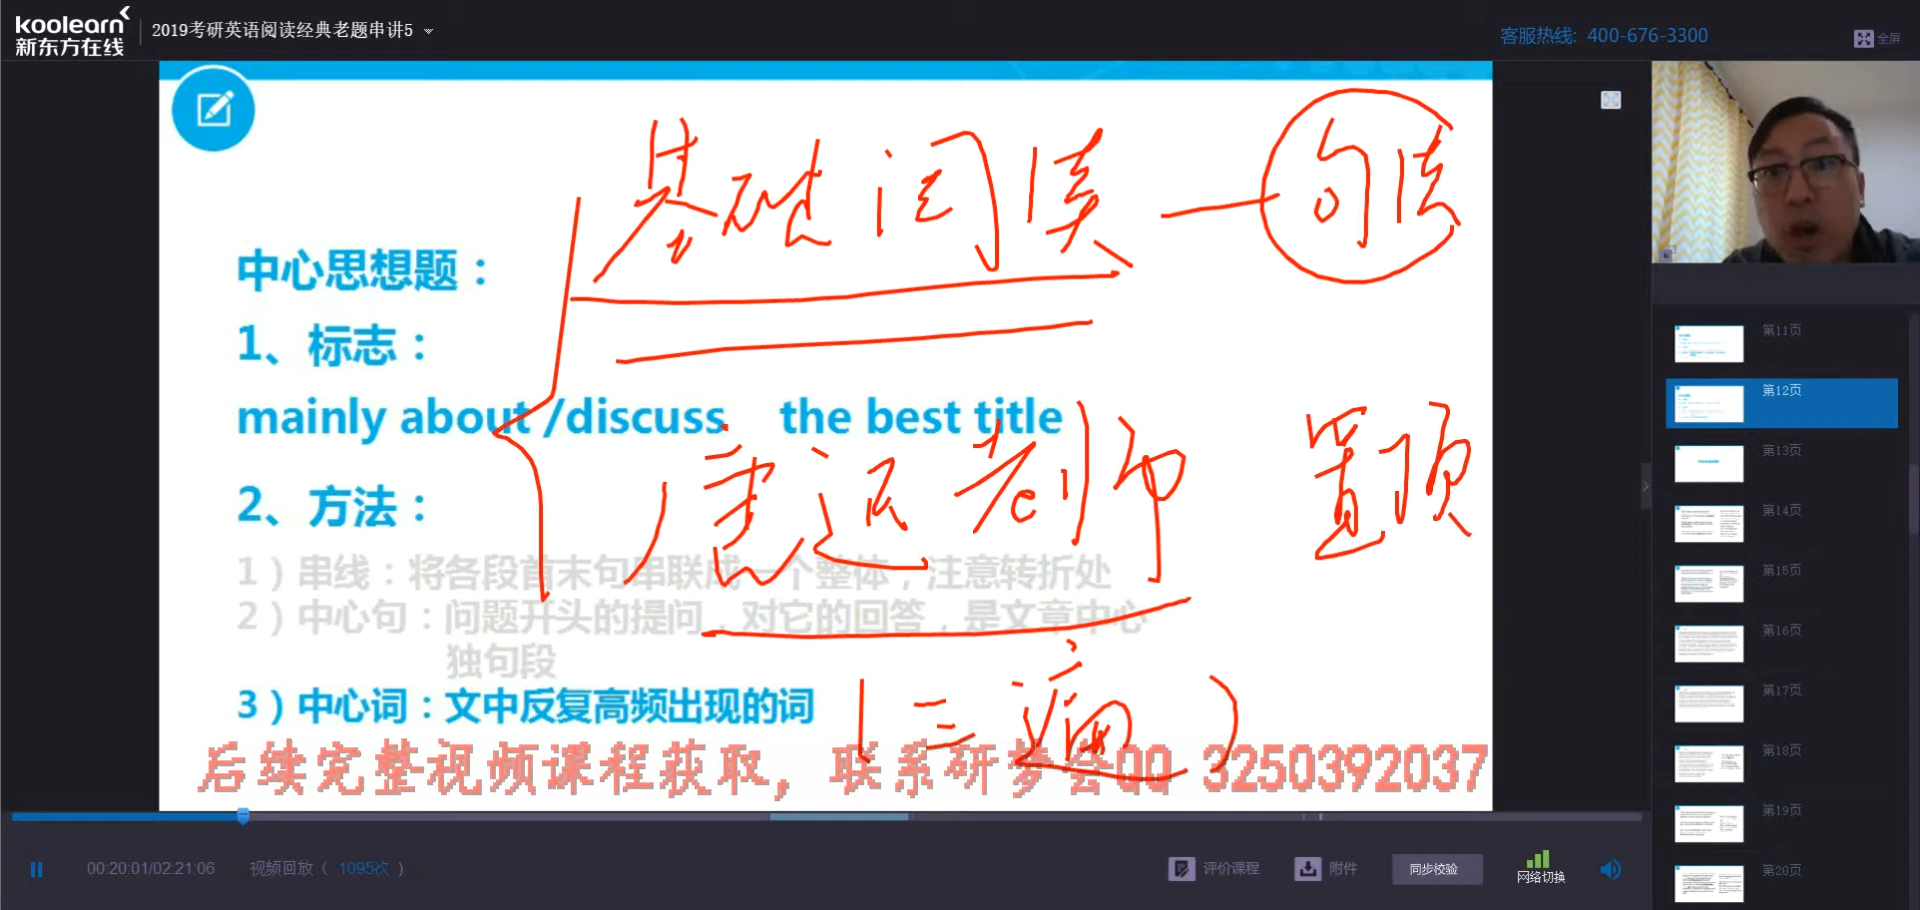 koolearn
新东方在线
2019考研英语阅读经典老题串讲5
客服热线: 400-676-3300
全屏
基础阅读 — 句读
中心思想题：
1、标志：
mainly about /discuss the best title
老师 置顶
2、方法：
1）串线：将各段首末句串联成一个整体，注意转折处
2）中心句：问题开头的提问，对它的回答，是文章中心
独句段
3）中心词：文中反复高频出现的词
(三遍)
后续完整视频课程获取，联系研梦会QQ 3250392037
第11页
第12页
第13页
第14页
第15页
第16页
第17页
第18页
第19页
第20页
00:20:01/02:21:06
视频回放（ 1095次 ）
评价课程
附件
同步校验
网络切换